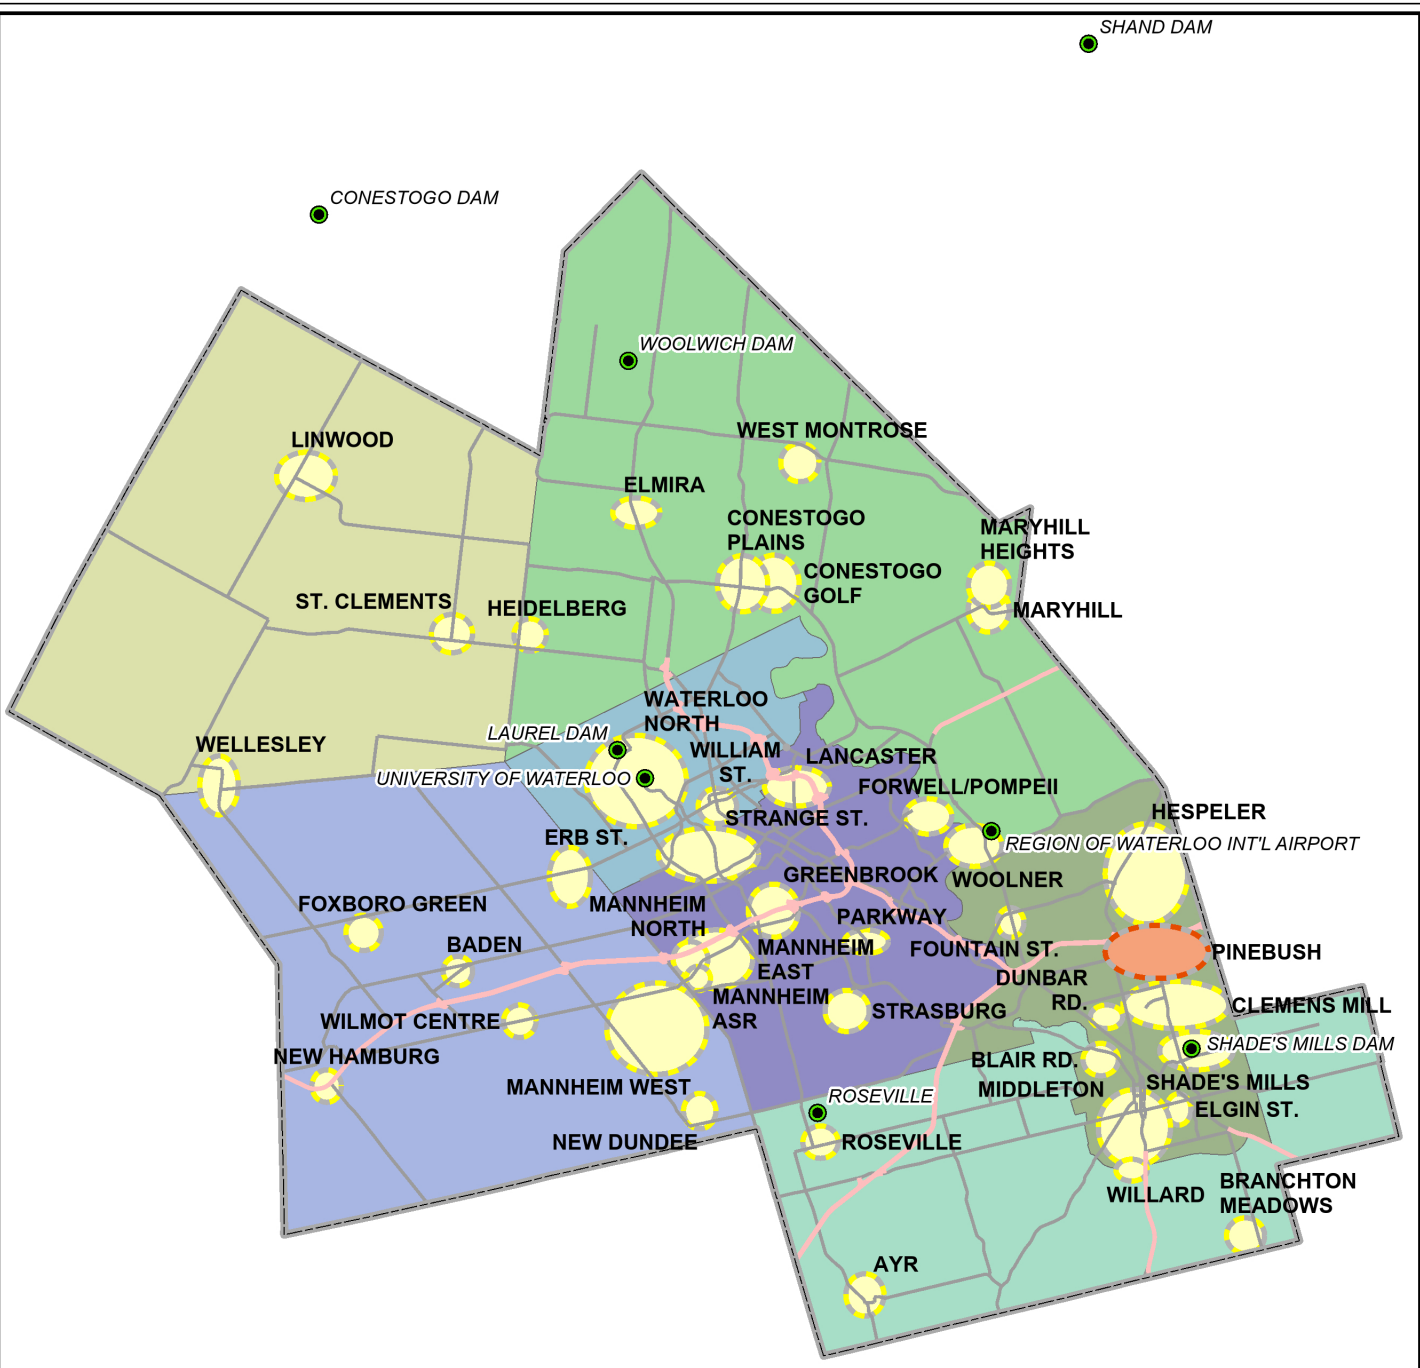 SHAND DAM
CONESTOGO DAM
WOOLWICH DAM
WEST MONTROSE
LINWOOD
ELMIRA
CONESTOGO
PLAINS
MARYHILL
HEIGHTS
CONESTOGO
GOLF
ST. CLEMENTS
HEIDELBERG
MARYHILL
WATERLOO
NORTH
LAUREL DAM
WELLESLEY
WILLIAM
ST.
LANCASTER
UNIVERSITY OF WATERLOO
FORWELL/POMPEII
HESPELER
STRANGE ST.
ERB ST.
REGION OF WATERLOO INT'L AIRPORT
GREENBROOK
WOOLNER
FOXBORO GREEN
MANNHEIM
NORTH
PARKWAY
BADEN
MANNHEIM
EAST
FOUNTAIN ST.
PINEBUSH
DUNBAR
RD.
MANNHEIM
ASR
STRASBURG
CLEMENS MILL
WILMOT CENTRE
SHADE'S MILLS DAM
NEW HAMBURG
BLAIR RD.
MANNHEIM WEST
MIDDLETON
SHADE'S MILLS
ROSEVILLE
ELGIN ST.
NEW DUNDEE
ROSEVILLE
WILLARD
BRANCHTON
MEADOWS
AYR